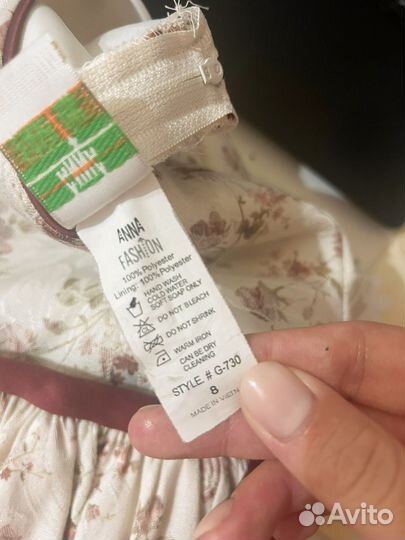 ANNA
FASHION
100% Polyester
Lining: 100% Polyester
HAND WASH
COLD WATER
SOFT SOAP ONLY
DO NOT BLEACH
DO NOT SHRINK
WARM IRON
CAN BE DRY
CLEANING
STYLE # G-730
8
MADE IN VIETN
Avito